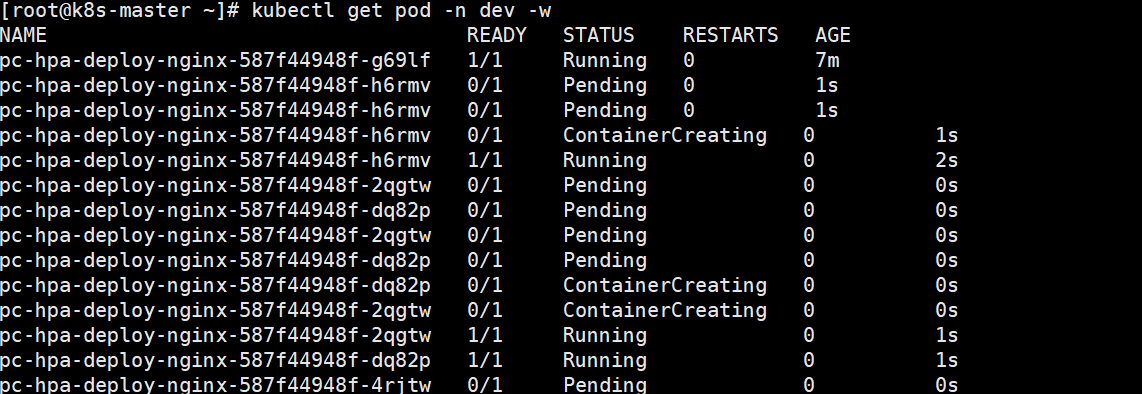 [root@k8s-master ~]# kubectl get pod -n dev -w
NAME READY STATUS RESTARTS AGE
pc-hpa-deploy-nginx-587f44948f-g69lf 1/1 Running 0 7m
pc-hpa-deploy-nginx-587f44948f-h6rmv 0/1 Pending 0 1s
pc-hpa-deploy-nginx-587f44948f-h6rmv 0/1 Pending 0 1s
pc-hpa-deploy-nginx-587f44948f-h6rmv 0/1 ContainerCreating 0 1s
pc-hpa-deploy-nginx-587f44948f-h6rmv 1/1 Running 0 2s
pc-hpa-deploy-nginx-587f44948f-2qgtw 0/1 Pending 0 0s
pc-hpa-deploy-nginx-587f44948f-dq82p 0/1 Pending 0 0s
pc-hpa-deploy-nginx-587f44948f-2qgtw 0/1 Pending 0 0s
pc-hpa-deploy-nginx-587f44948f-dq82p 0/1 Pending 0 0s
pc-hpa-deploy-nginx-587f44948f-dq82p 0/1 ContainerCreating 0 0s
pc-hpa-deploy-nginx-587f44948f-2qgtw 0/1 ContainerCreating 0 0s
pc-hpa-deploy-nginx-587f44948f-2qgtw 1/1 Running 0 1s
pc-hpa-deploy-nginx-587f44948f-dq82p 1/1 Running 0 1s
pc-hpa-deploy-nginx-587f44948f-4rjtw 0/1 Pending 0 0s